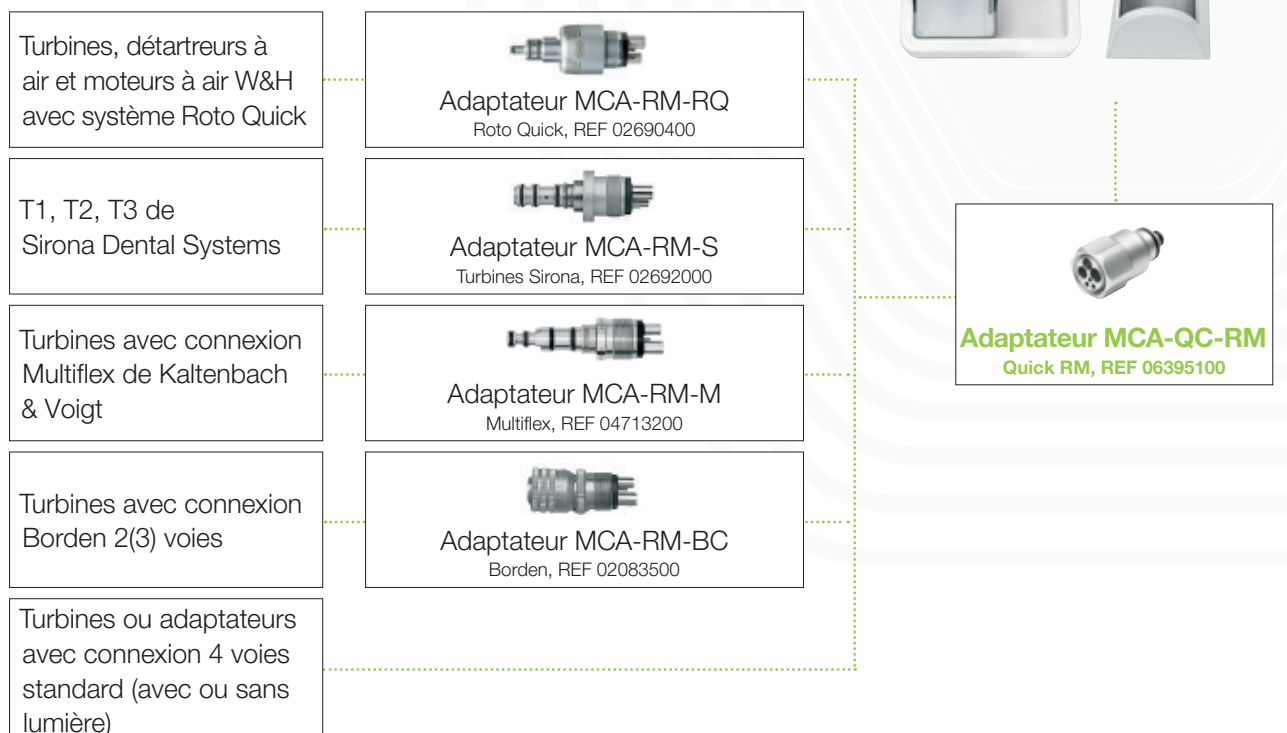 Turbines, détartreurs à
air et moteurs à air W&H
avec système Roto Quick
Adaptateur MCA-RM-RQ
Roto Quick, REF 02690400
T1, T2, T3 de
Sirona Dental Systems
Adaptateur MCA-RM-S
Turbines Sirona, REF 02692000
Turbines avec connexion
Multiflex de Kaltenbach
& Voigt
Adaptateur MCA-RM-M
Multiflex, REF 04713200
Turbines avec connexion
Borden 2(3) voies
Adaptateur MCA-RM-BC
Borden, REF 02083500
Turbines ou adaptateurs
avec connexion 4 voies
standard (avec ou sans
lumière)
Adaptateur MCA-QC-RM
Quick RM, REF 06395100